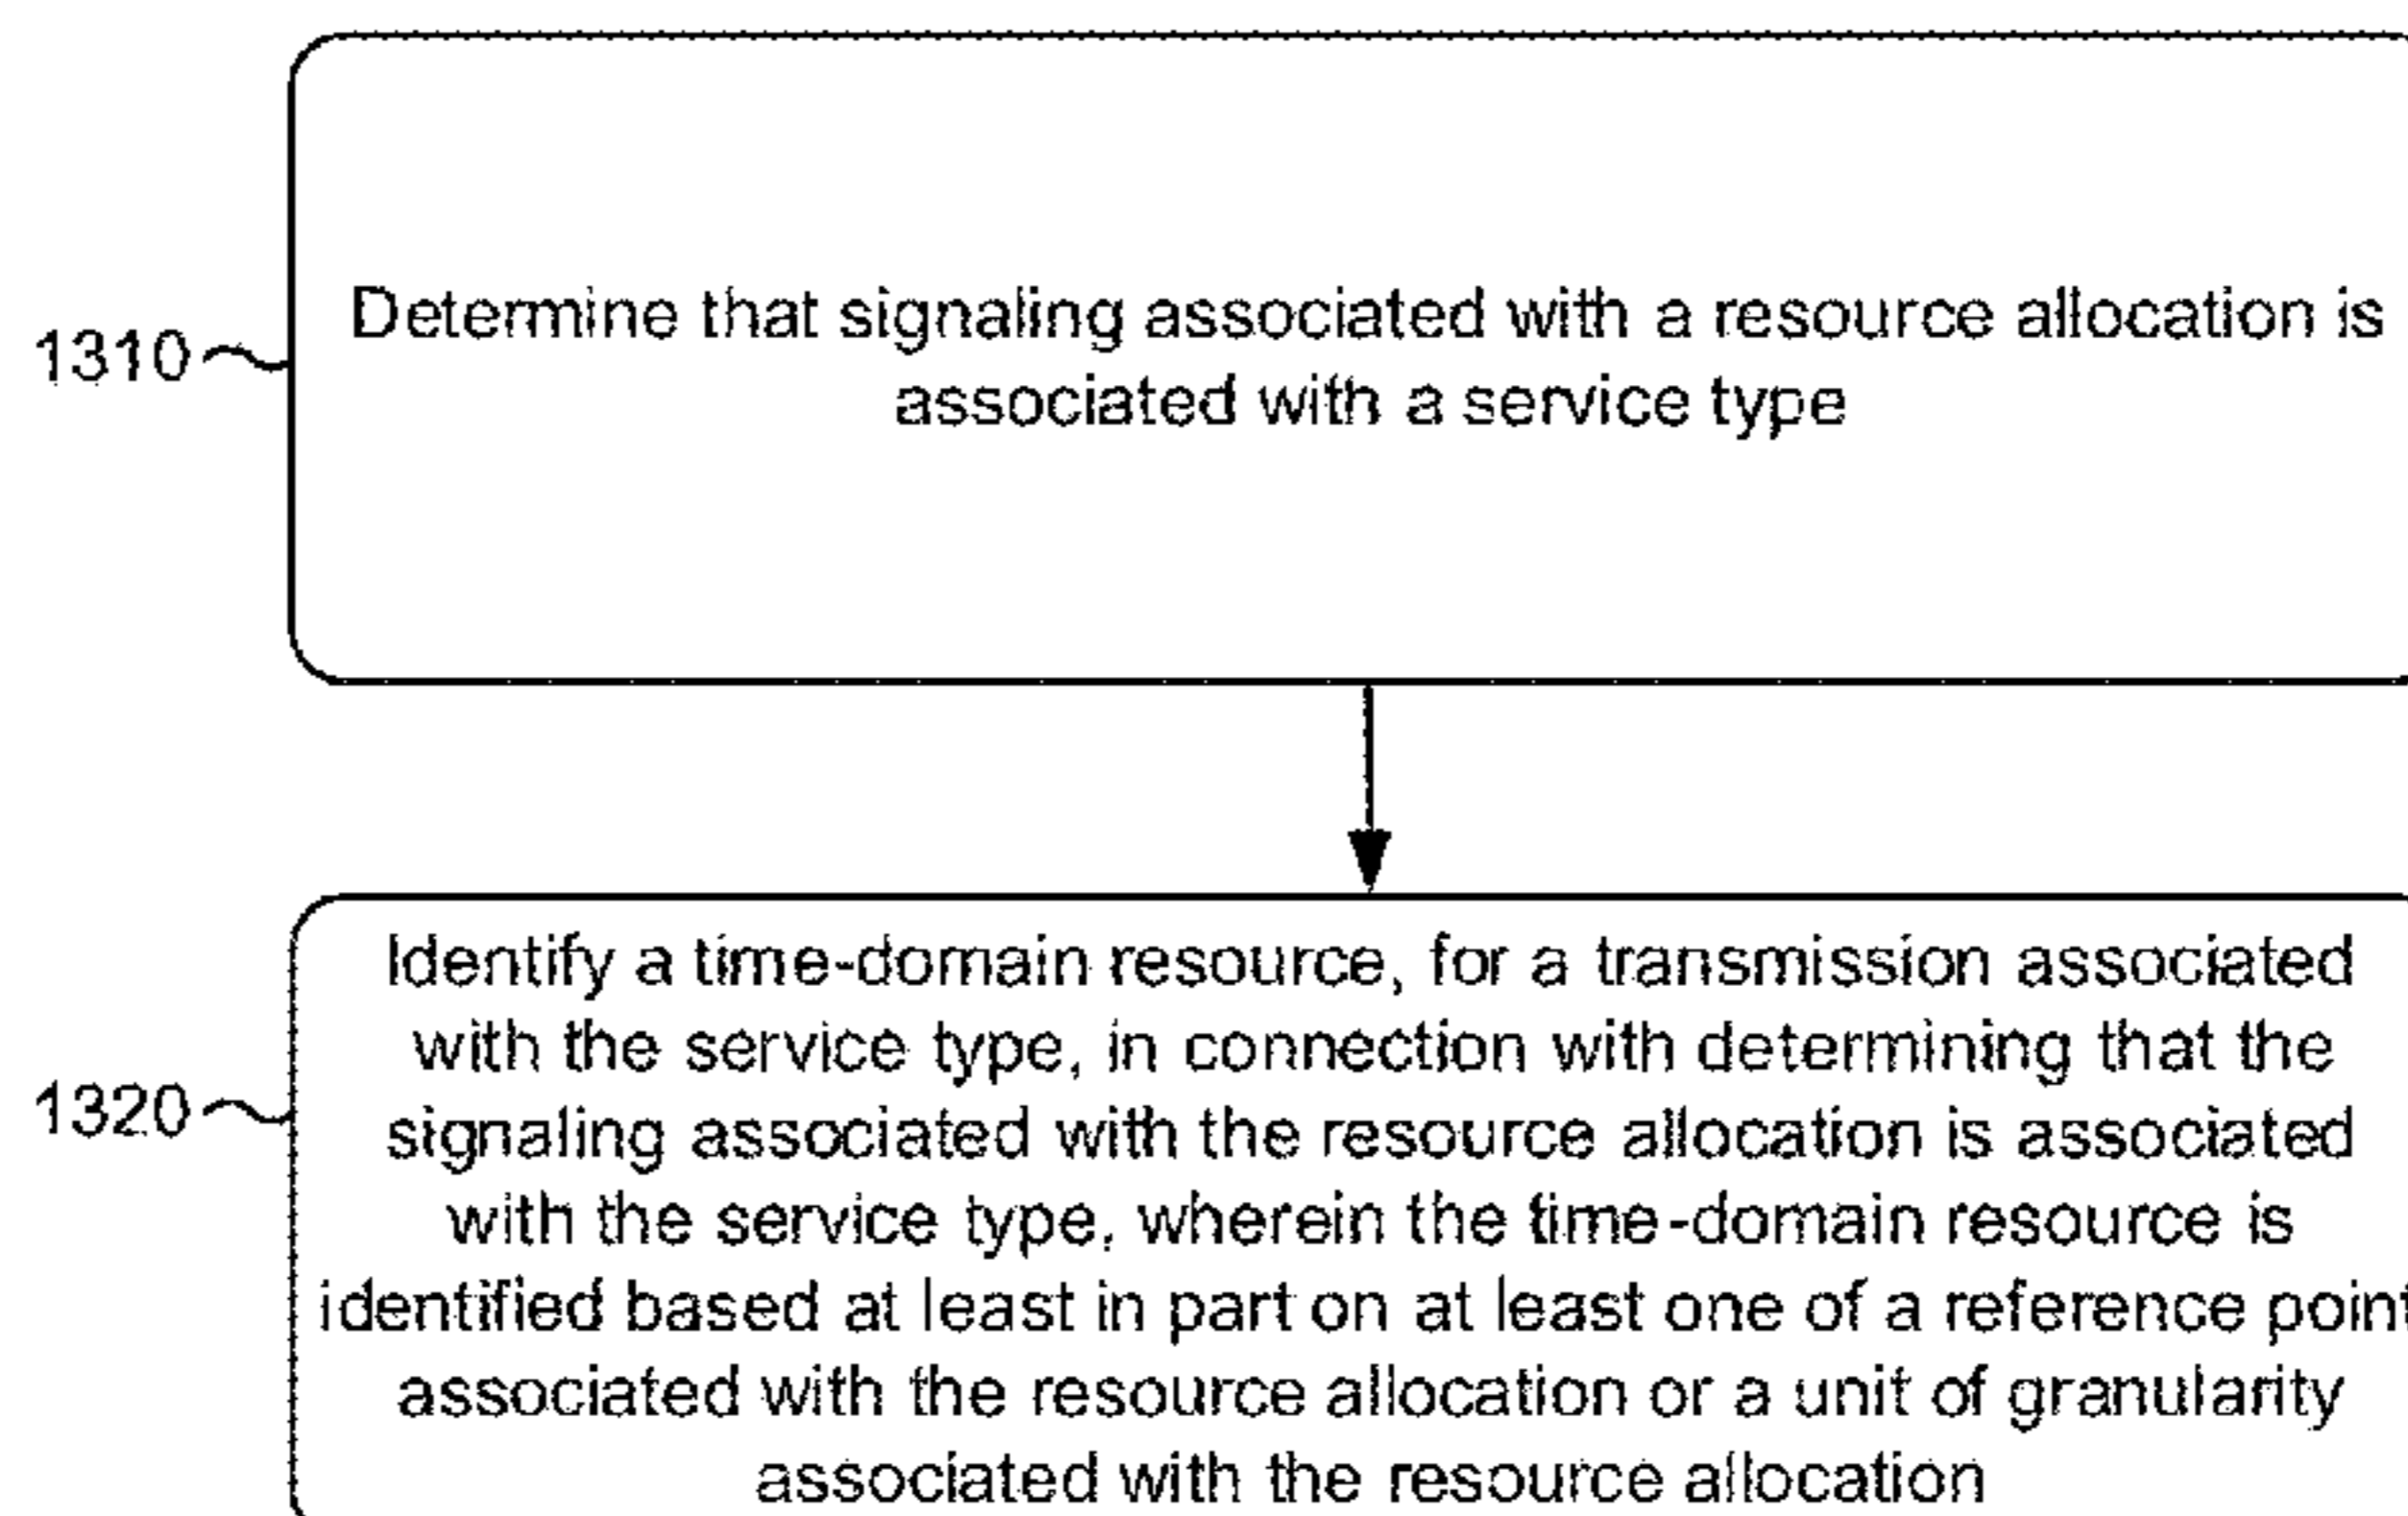 1310
Determine that signaling associated with a resource allocation is
associated with a service type
1320
Identify a time-domain resource, for a transmission associated
with the service type, in connection with determining that the
signaling associated with the resource allocation is associated
with the service type, wherein the time-domain resource is
identified based at least in part on at least one of a reference point
associated with the resource allocation or a unit of granularity
associated with the resource allocation